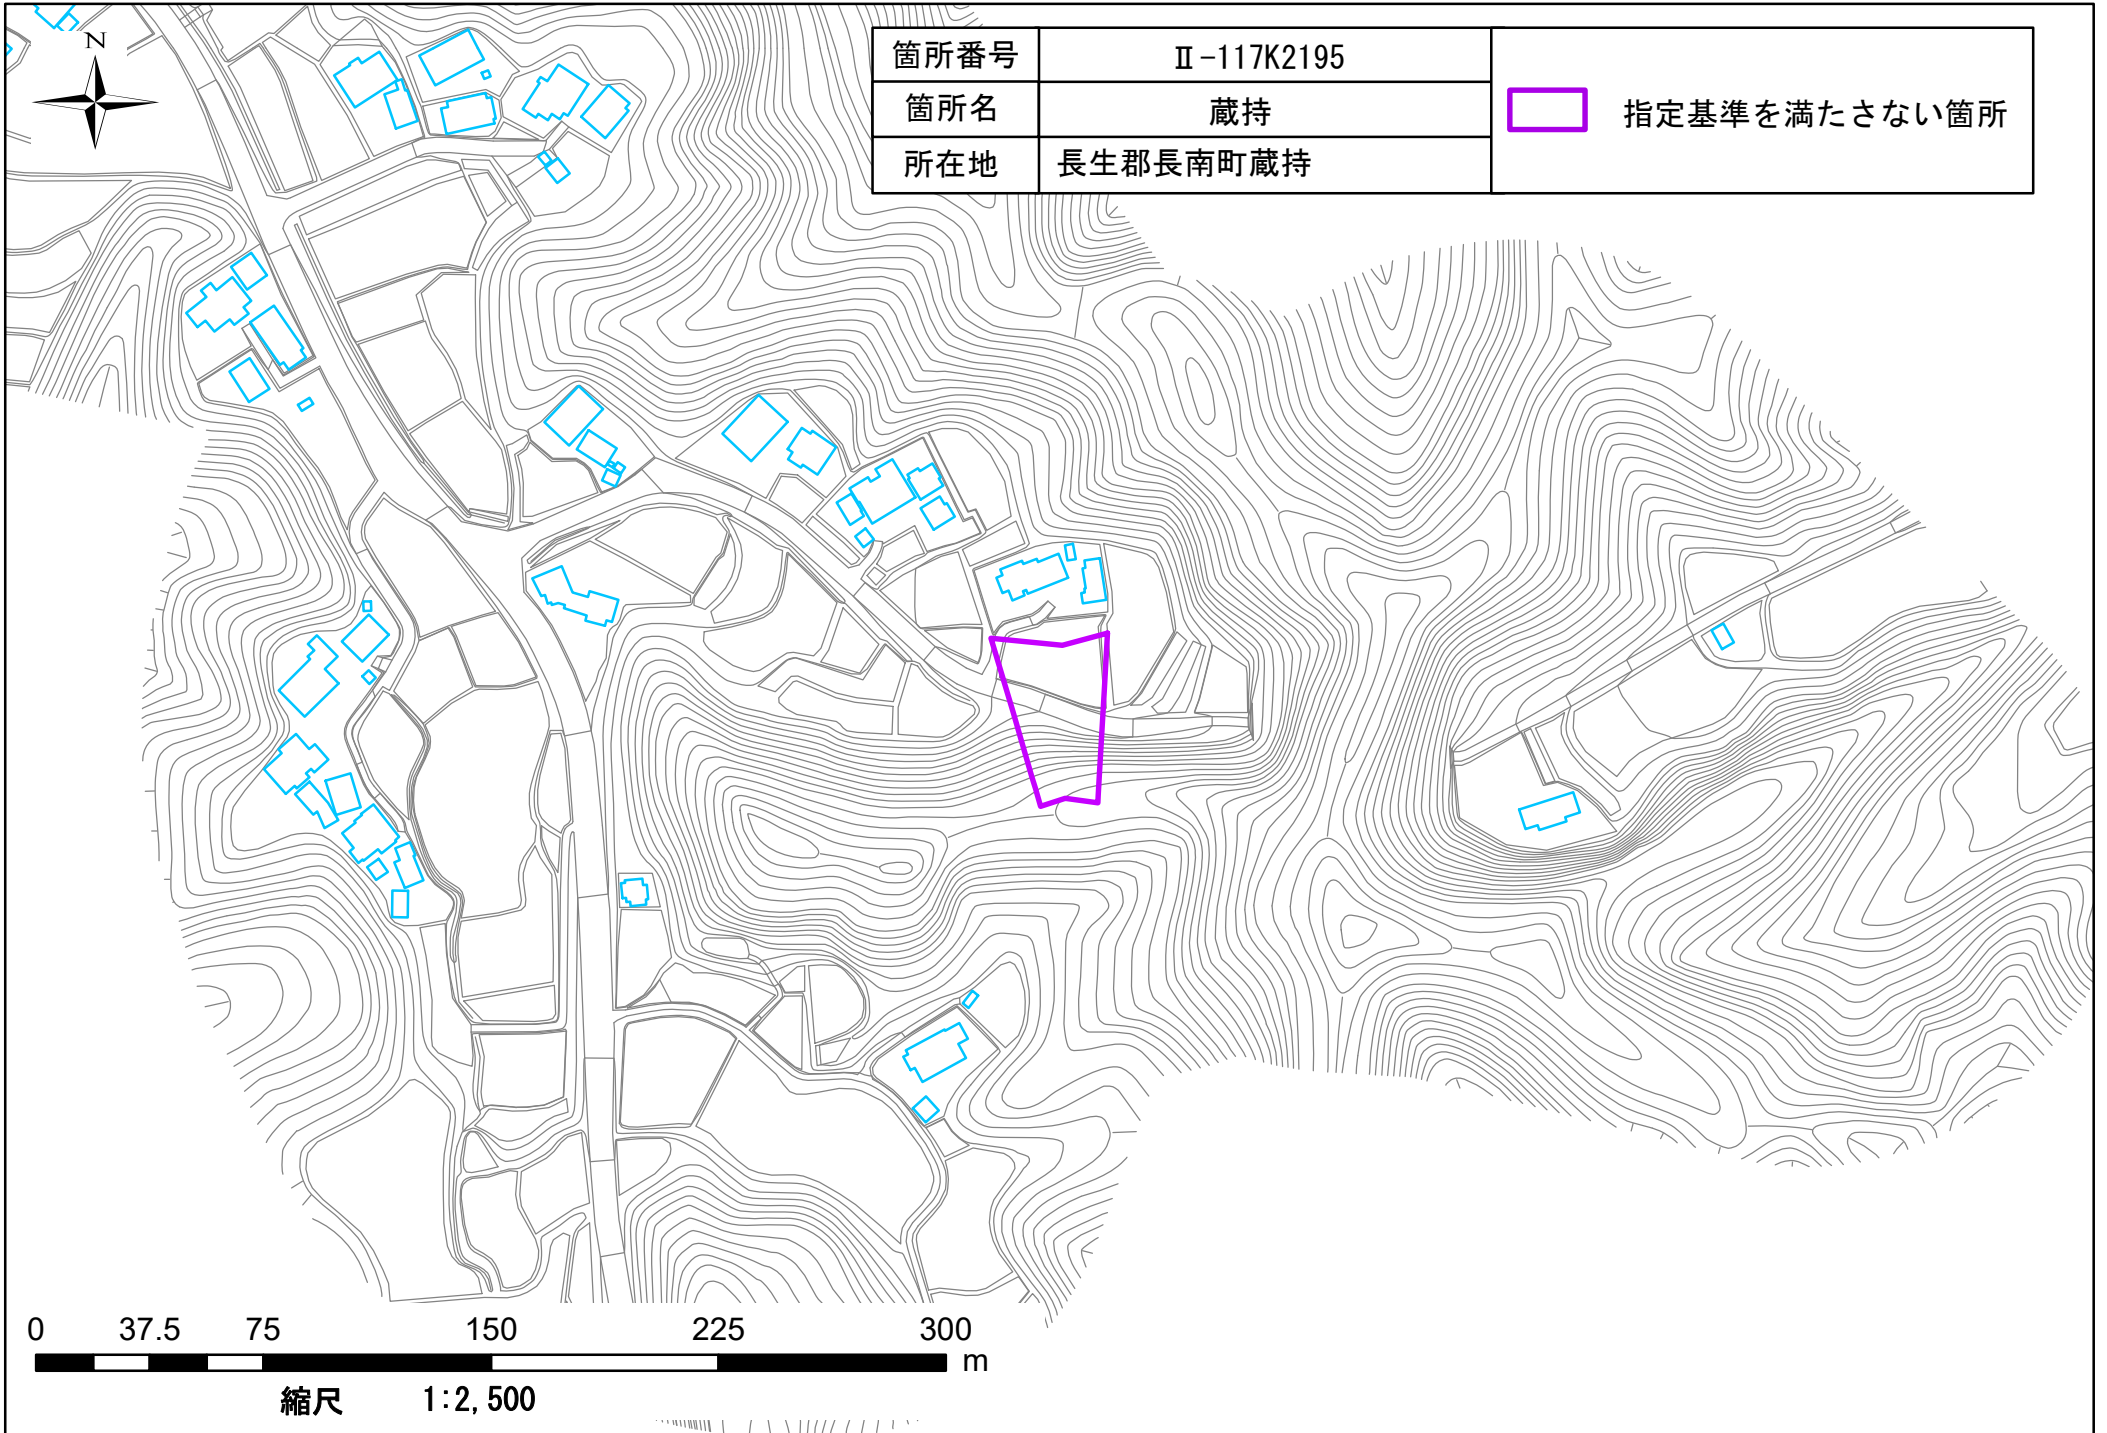 N
箇所番号 Ⅱ-117K2195
箇所名 蔵持
所在地 長生郡長南町蔵持
指定基準を満たさない箇所
0 37.5 75 150 225 300
m
縮尺 1:2,500